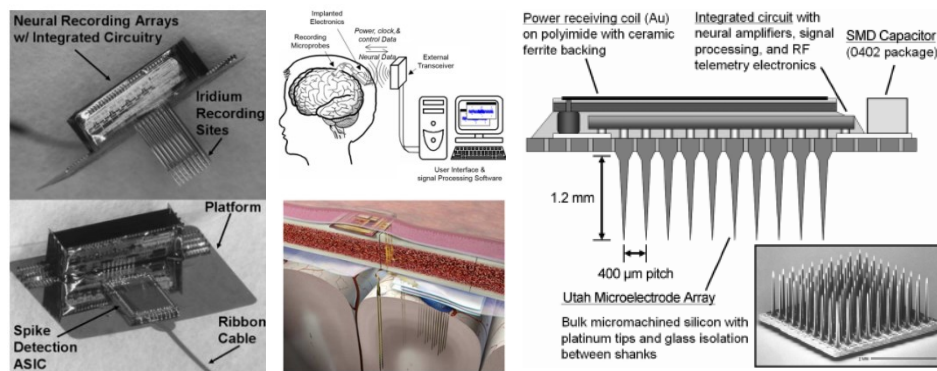 Neural Recording Arrays
w/ Integrated Circuitry
Iridium
Recording
Sites
Platform
Spike
Detection
ASIC
Ribbon
Cable
Implanted
Electronics
Recording
Microprobes
Power, clock,&
control Data
Neural Data
External
Transceiver
User Interface &
signal Processing Software
Power receiving coil (Au)
on polyimide with ceramic
ferrite backing
Integrated circuit with
neural amplifiers, signal
processing, and RF
telemetry electronics
SMD Capacitor
(0402 package)
1.2 mm
400 µm pitch
Utah Microelectrode Array
Bulk micromachined silicon with
platinum tips and glass isolation
between shanks